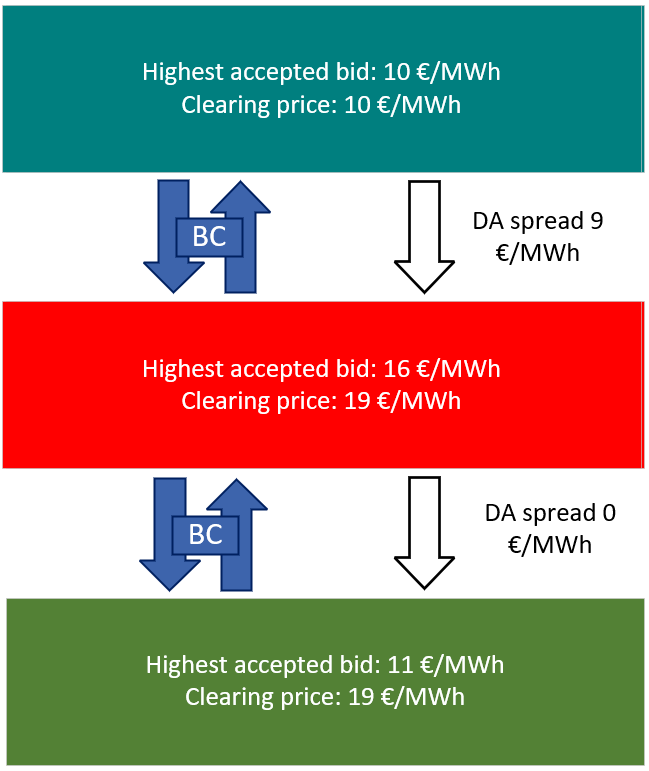 Highest accepted bid: 10 €/MWh
Clearing price: 10 €/MWh
BC
DA spread 9
€/MWh
Highest accepted bid: 16 €/MWh
Clearing price: 19 €/MWh
BC
DA spread 0
€/MWh
Highest accepted bid: 11 €/MWh
Clearing price: 19 €/MWh